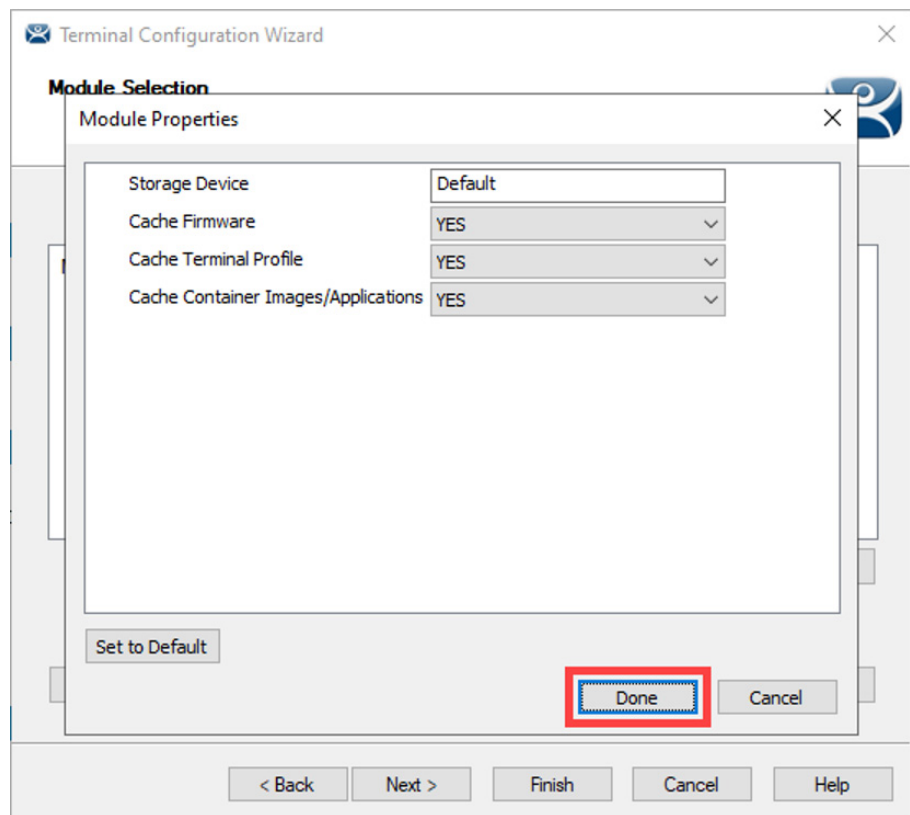 Terminal Configuration Wizard
Module Selection
Module Properties
Storage Device Default
Cache Firmware YES
Cache Terminal Profile YES
Cache Container Images/Applications YES
Set to Default
Done Cancel
< Back Next > Finish Cancel Help